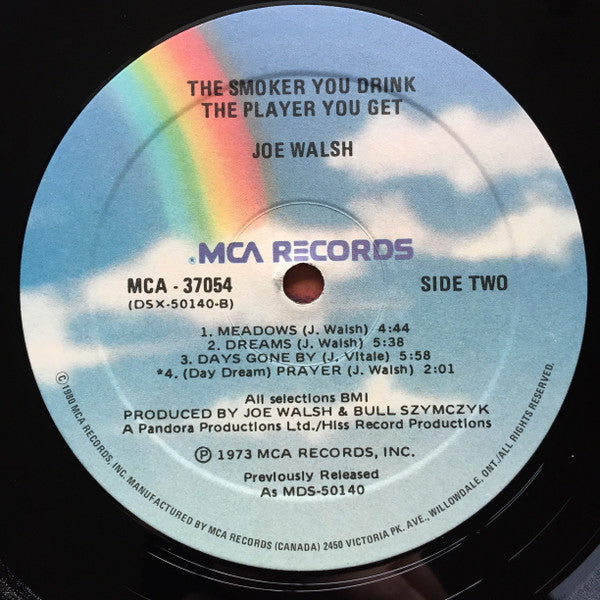 THE SMOKER YOU DRINK
THE PLAYER YOU GET
JOE WALSH
®MCA RECORDS
MCA - 37054
(DSX-50140-B)
SIDE TWO
1. MEADOWS (J. Walsh) 4:44
2. DREAMS (J. Walsh) 5:38
3. DAYS GONE BY (J. Vitale) 5:58
*4. (Day Dream) PRAYER (J. Walsh) 2:01
All selections BMI
PRODUCED BY JOE WALSH & BULL SZYMCZYK
A Pandora Productions Ltd./Hiss Record Productions
Ⓟ 1973 MCA RECORDS, INC.
Previously Released
As MDS-50140
© 1980 MCA RECORDS, INC. MANUFACTURED BY MCA RECORDS (CANADA) 2450 VICTORIA PK. AVE., WILLOWDALE, ONT./ALL RIGHTS RESERVED.